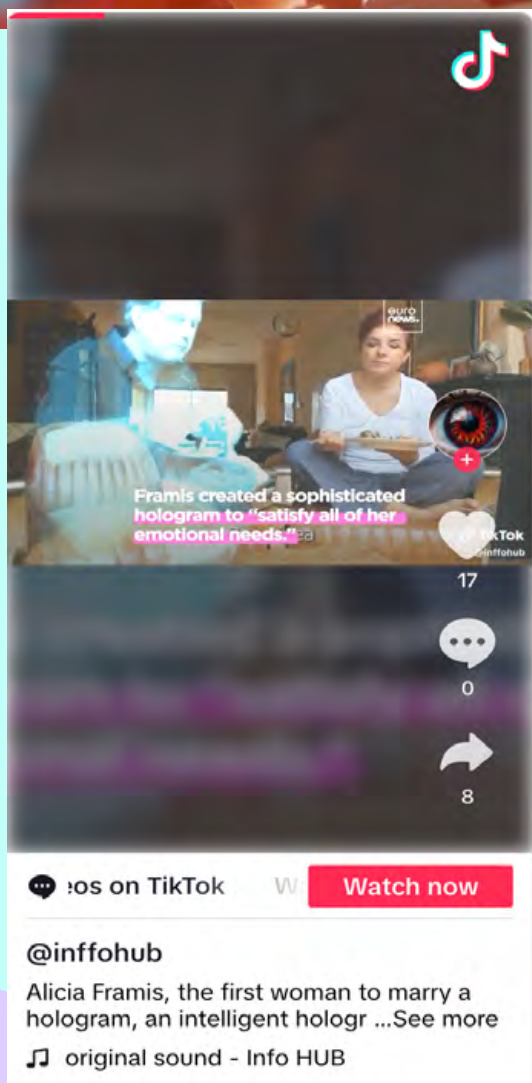 euro
news.
Framis created a sophisticated
hologram to “satisfy all of her
emotional needs.”
TikTok
@inffohub
17
0
8
eos on TikTok
W
Watch now
@inffohub
Alicia Framis, the first woman to marry a
hologram, an intelligent hologr ...See more
original sound - Info HUB